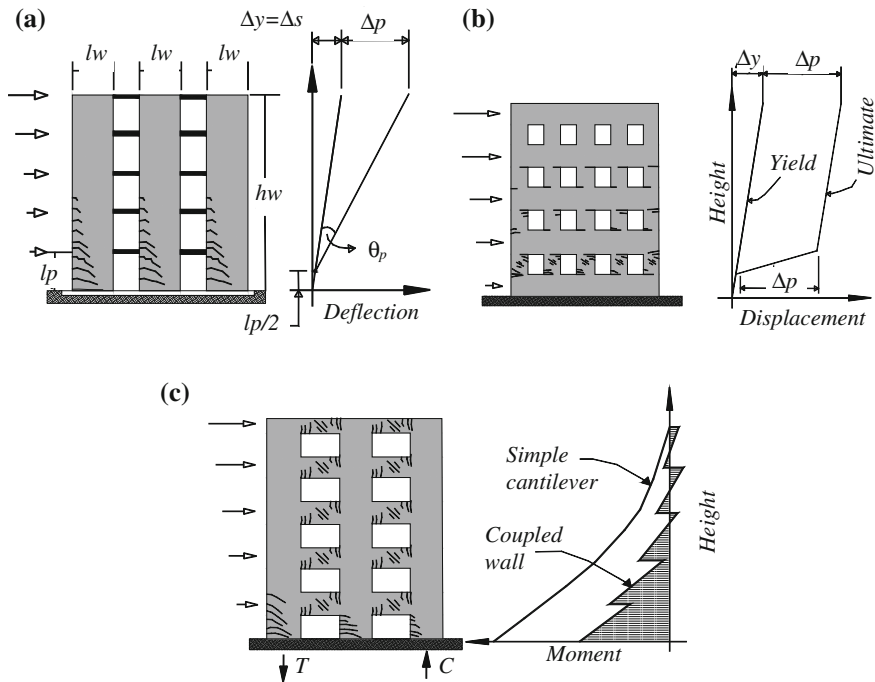 (a)
Δy=Δs
Δp
lw
lw
lw
hw
θp
lp
lp/2
Deflection
(b)
Δy
Δp
Height
Yield
Ultimate
Δp
Displacement
(c)
Simple
cantilever
Coupled
wall
Height
Moment
T
C